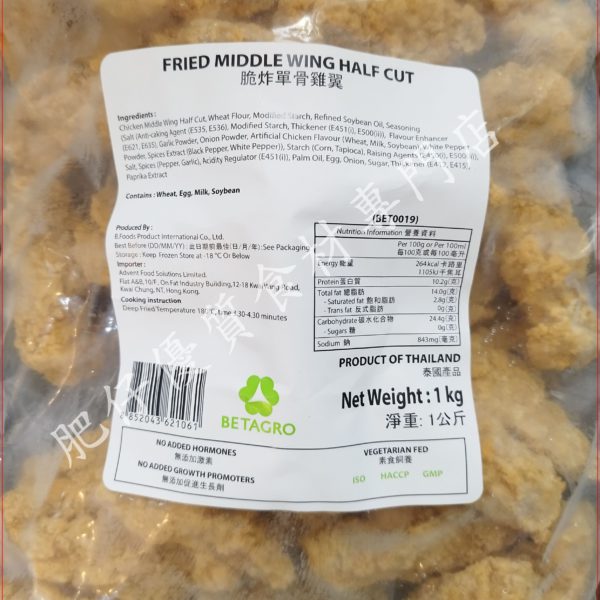 FRIED MIDDLE WING HALF CUT
脆炸單骨雞翼
Ingredients :
Chicken Middle Wing Half Cut, Wheat Flour, Modified Starch, Refined Soybean Oil, Seasoning
(Salt (Anti-caking Agent (E535, E536), Modified Starch, Thickener (E451(i), E500(ii)), Flavour Enhancer
(E621, E635), Garlic Powder, Onion Powder, Artificial Chicken Flavour (Wheat, Milk, Soybean), White Pepper
Powder, Spices Extract (Black Pepper, White Pepper)), Starch (Corn, Tapioca), Raising Agents
Salt, Spices (Pepper, Garlic), Acidity Regulator (E451(i)), Palm Oil, Egg, Onion, Sugar, Thickener (E412, E415),
Paprika Extract
Contains : Wheat, Egg, Milk, Soybean
(BET0019)
Produced By :
B.Foods Product International Co., Ltd.
Best Before (DD/MM/YY) : 此日期前最佳(日/月/年): See Packaging
Storage : Keep Frozen Store at -18 °C Or Below
Importer :
Advent Food Solutions Limited.
Flat A&B, 10/F., On Fat Industry Building, 12-18 Kwai Wing Road,
Kwai Chung, NT, Hong Kong.
Cooking instruction
Deep Fried/Temperature 180°C, time 3.30-4.30 minutes
Nutrition Information 營養資料
Per 100g or Per 100ml
每100克或每100毫升
Energy 能量 264 kcal 卡路里
1105kJ 千焦耳
Protein 蛋白質 10.2g(克)
Total fat 總脂肪 14.0g(克)
- Saturated fat 飽和脂肪 2.8g(克)
- Trans fat 反式脂肪 0g(克)
Carbohydrate 碳水化合物 24.4g(克)
- Sugars 糖 0g(克)
Sodium 鈉 843mg(毫克)
PRODUCT OF THAILAND
泰國產品
Net Weight : 1 kg
淨重: 1公斤
8852043621061
BETAGRO
NO ADDED HORMONES
無添加激素
NO ADDED GROWTH PROMOTERS
無添加促進生長劑
VEGETARIAN FED
素食飼養
ISO HACCP GMP
肥仔優質食材專門店